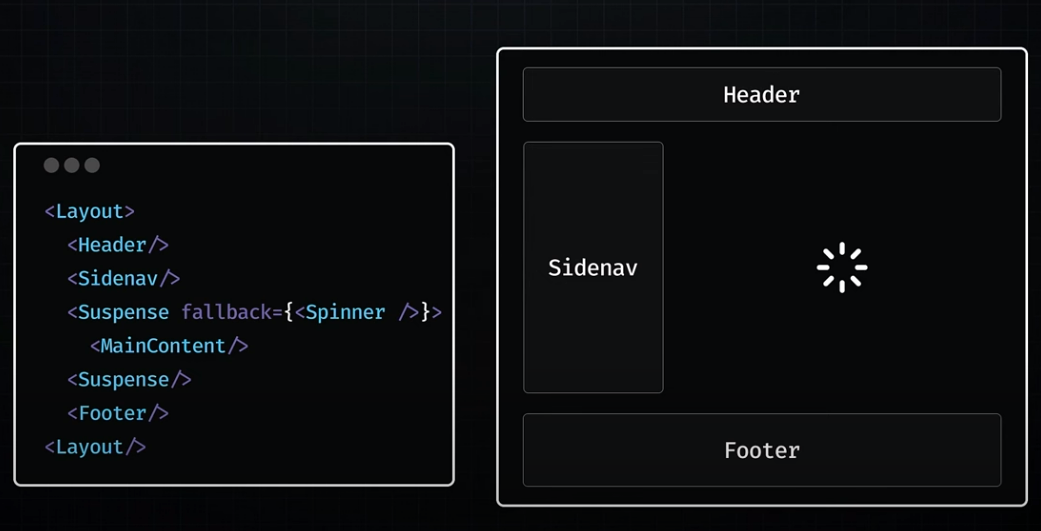 <Layout>
<Header/>
<Sidenav/>
<Suspense fallback={<Spinner />}>
<MainContent/>
<Suspense/>
<Footer/>
<Layout/>
Header
Sidenav
Footer